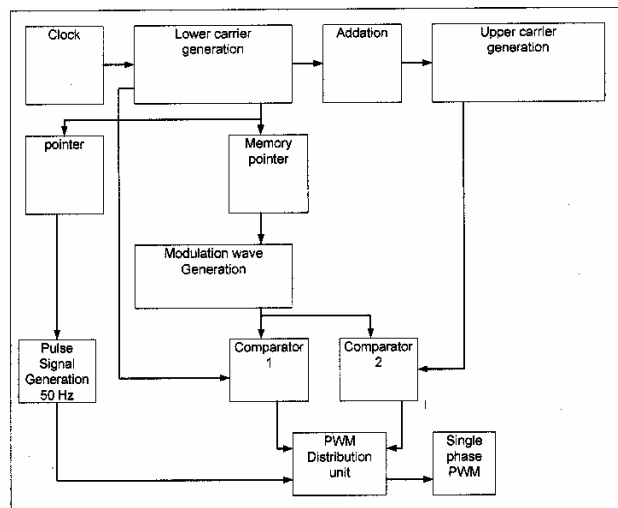 Clock
Lower carrier
generation
Addation
Upper carrier
generation
pointer
Memory
pointer
Modulation wave
Generation
Pulse
Signal
Generation
50 Hz
Comparator
1
Comparator
2
PWM
Distribution
unit
Single
phase
PWM